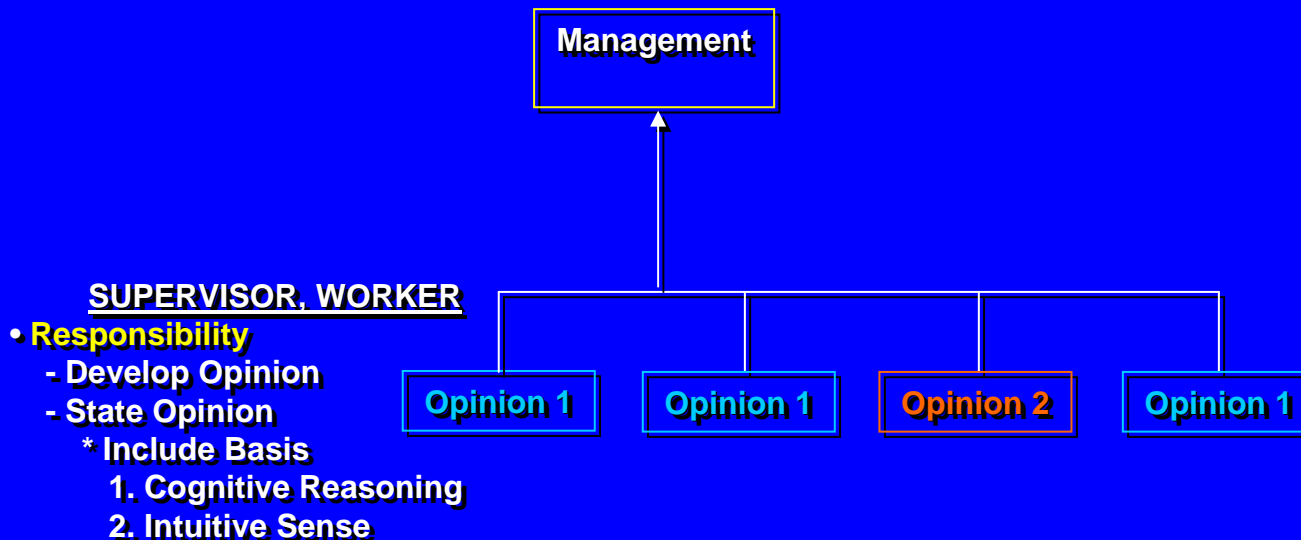 Management
SUPERVISOR, WORKER
• Responsibility
- Develop Opinion
- State Opinion
* Include Basis
1. Cognitive Reasoning
2. Intuitive Sense
Opinion 1
Opinion 1
Opinion 2
Opinion 1